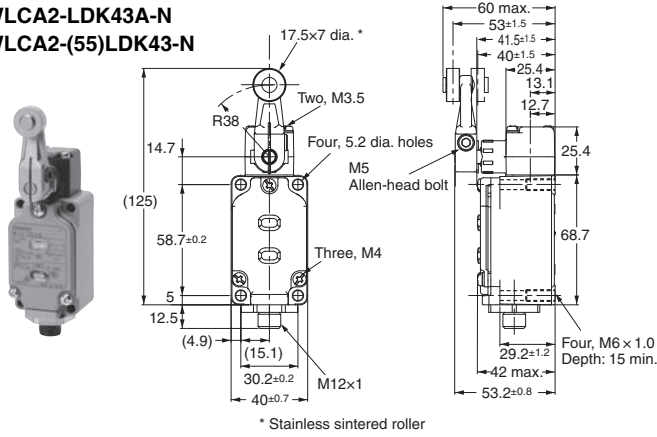 VLCA2-LDK43A-N
VLCA2-(55)LDK43-N
17.5×7 dia. *
Two, M3.5
R38
Four, 5.2 dia. holes
14.7
(125)
58.7±0.2
Three, M4
5
12.5
(4.9)
(15.1)
30.2±0.2
M12×1
40±0.7
60 max.
53±1.5
41.5±1.5
40±1.5
25.4
13.1
12.7
25.4
M5
Allen-head bolt
68.7
29.2±1.2
Four, M6 × 1.0
Depth: 15 min.
42 max.
53.2±0.8
* Stainless sintered roller